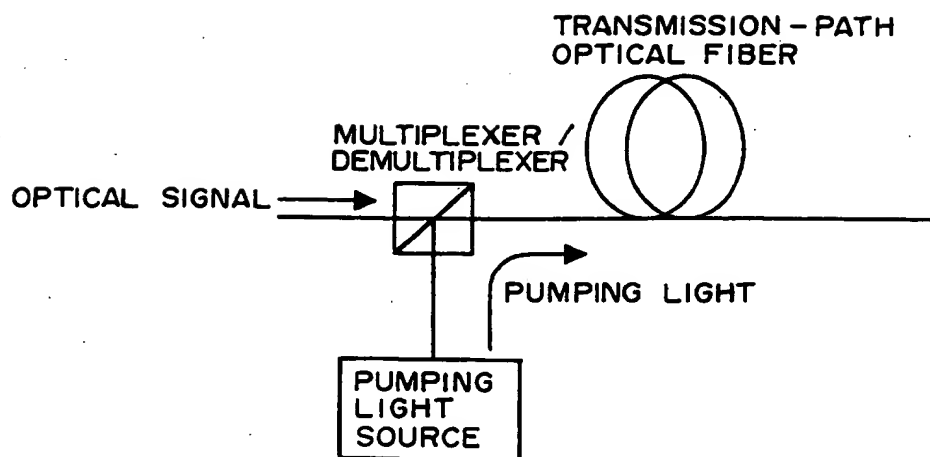 TRANSMISSION-PATH
OPTICAL FIBER
MULTIPLEXER /
DEMULTIPLEXER
OPTICAL SIGNAL
PUMPING LIGHT
PUMPING
LIGHT
SOURCE